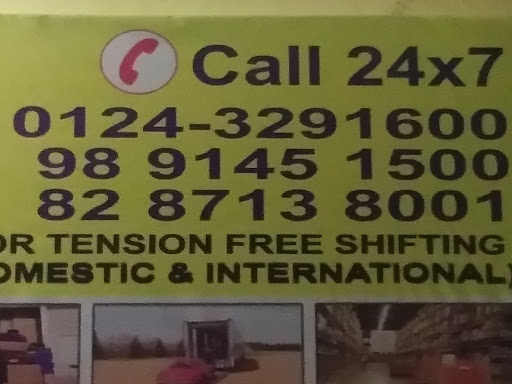 Call 24x7
0124-3291600
98 9145 1500
82 8713 8001
OR TENSION FREE SHIFTING
OMESTIC & INTERNATIONAL)